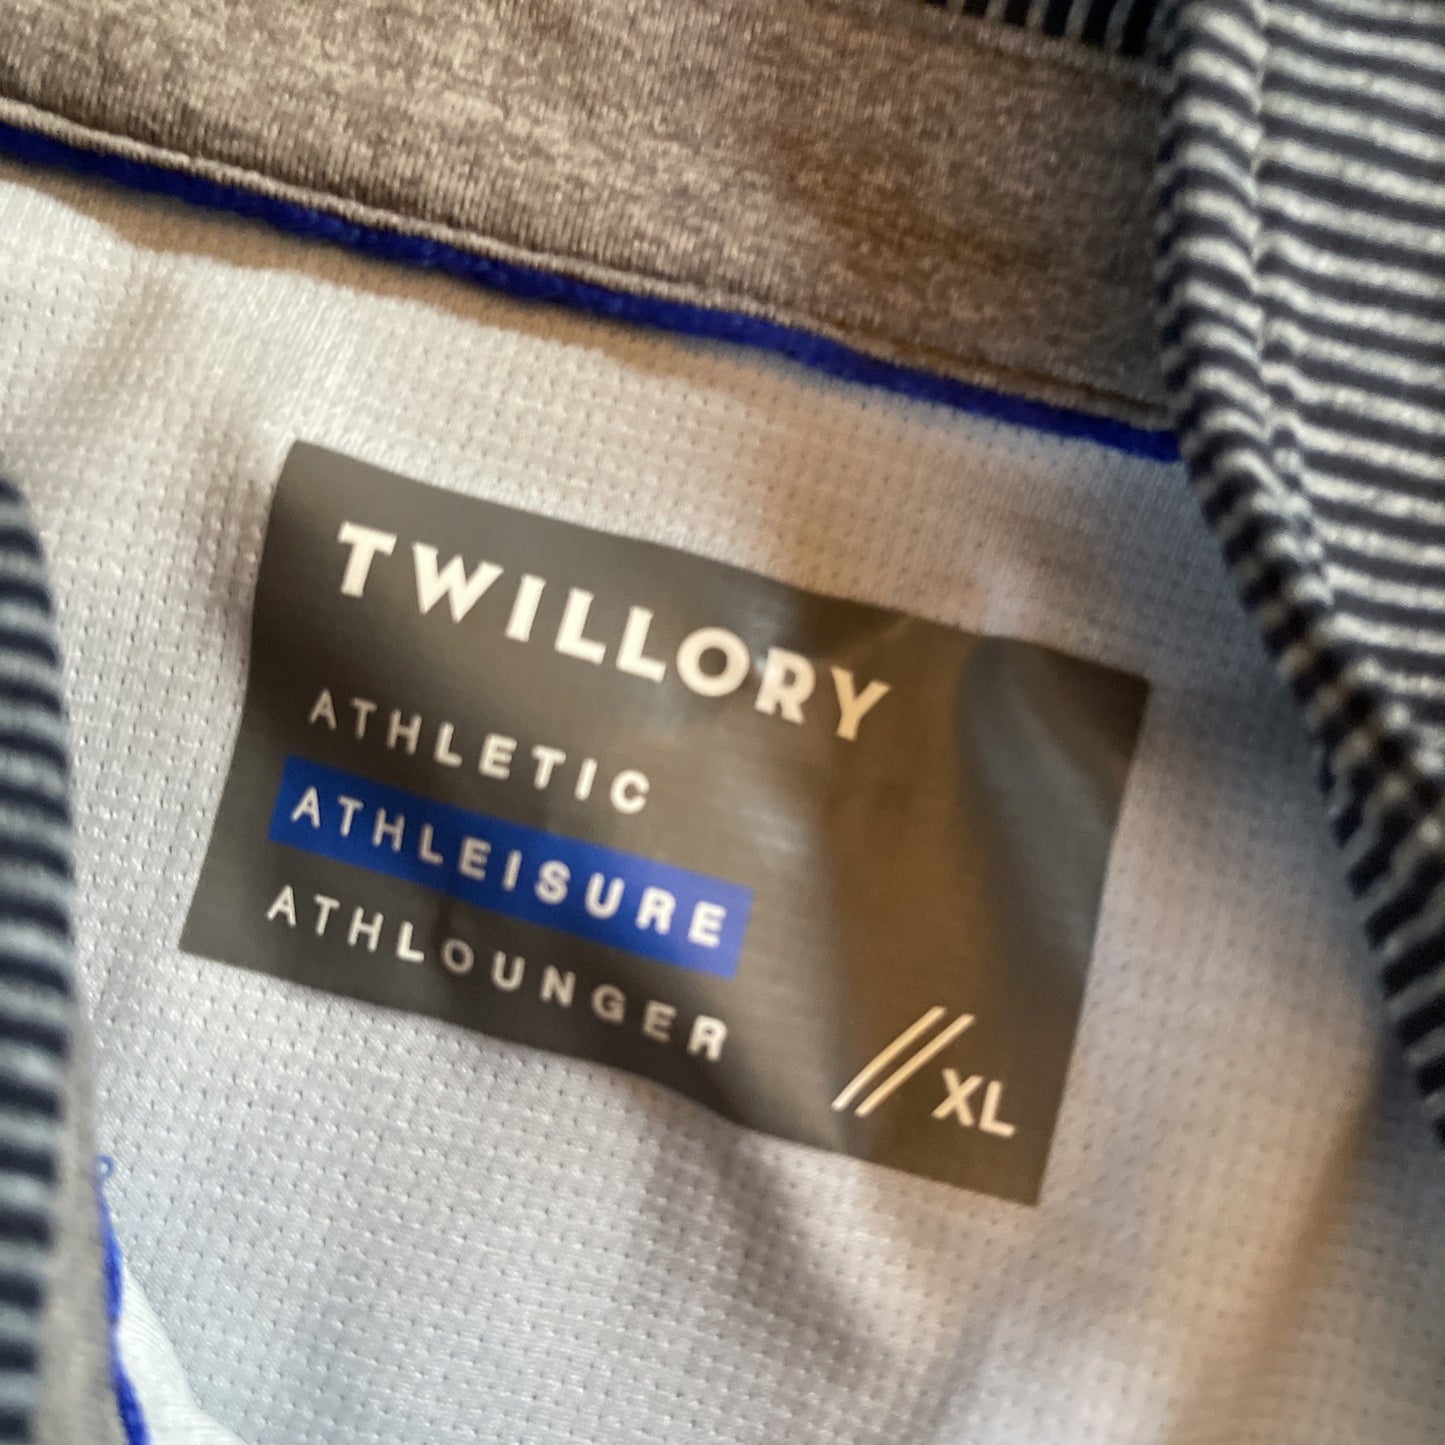 TWILLORY
ATHLETIC
ATHLEISURE
ATHLOUNGER
// XL